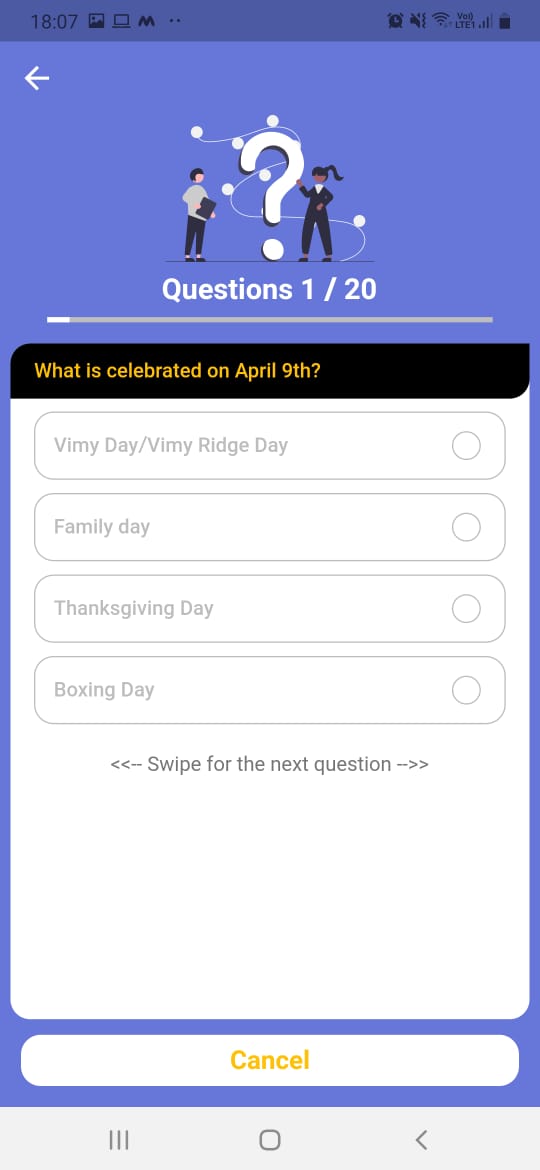 18:07
Vo)
LTE1
Questions 1 / 20
What is celebrated on April 9th?
Vimy Day/Vimy Ridge Day
Family day
Thanksgiving Day
Boxing Day
<<-- Swipe for the next question -->>
Cancel